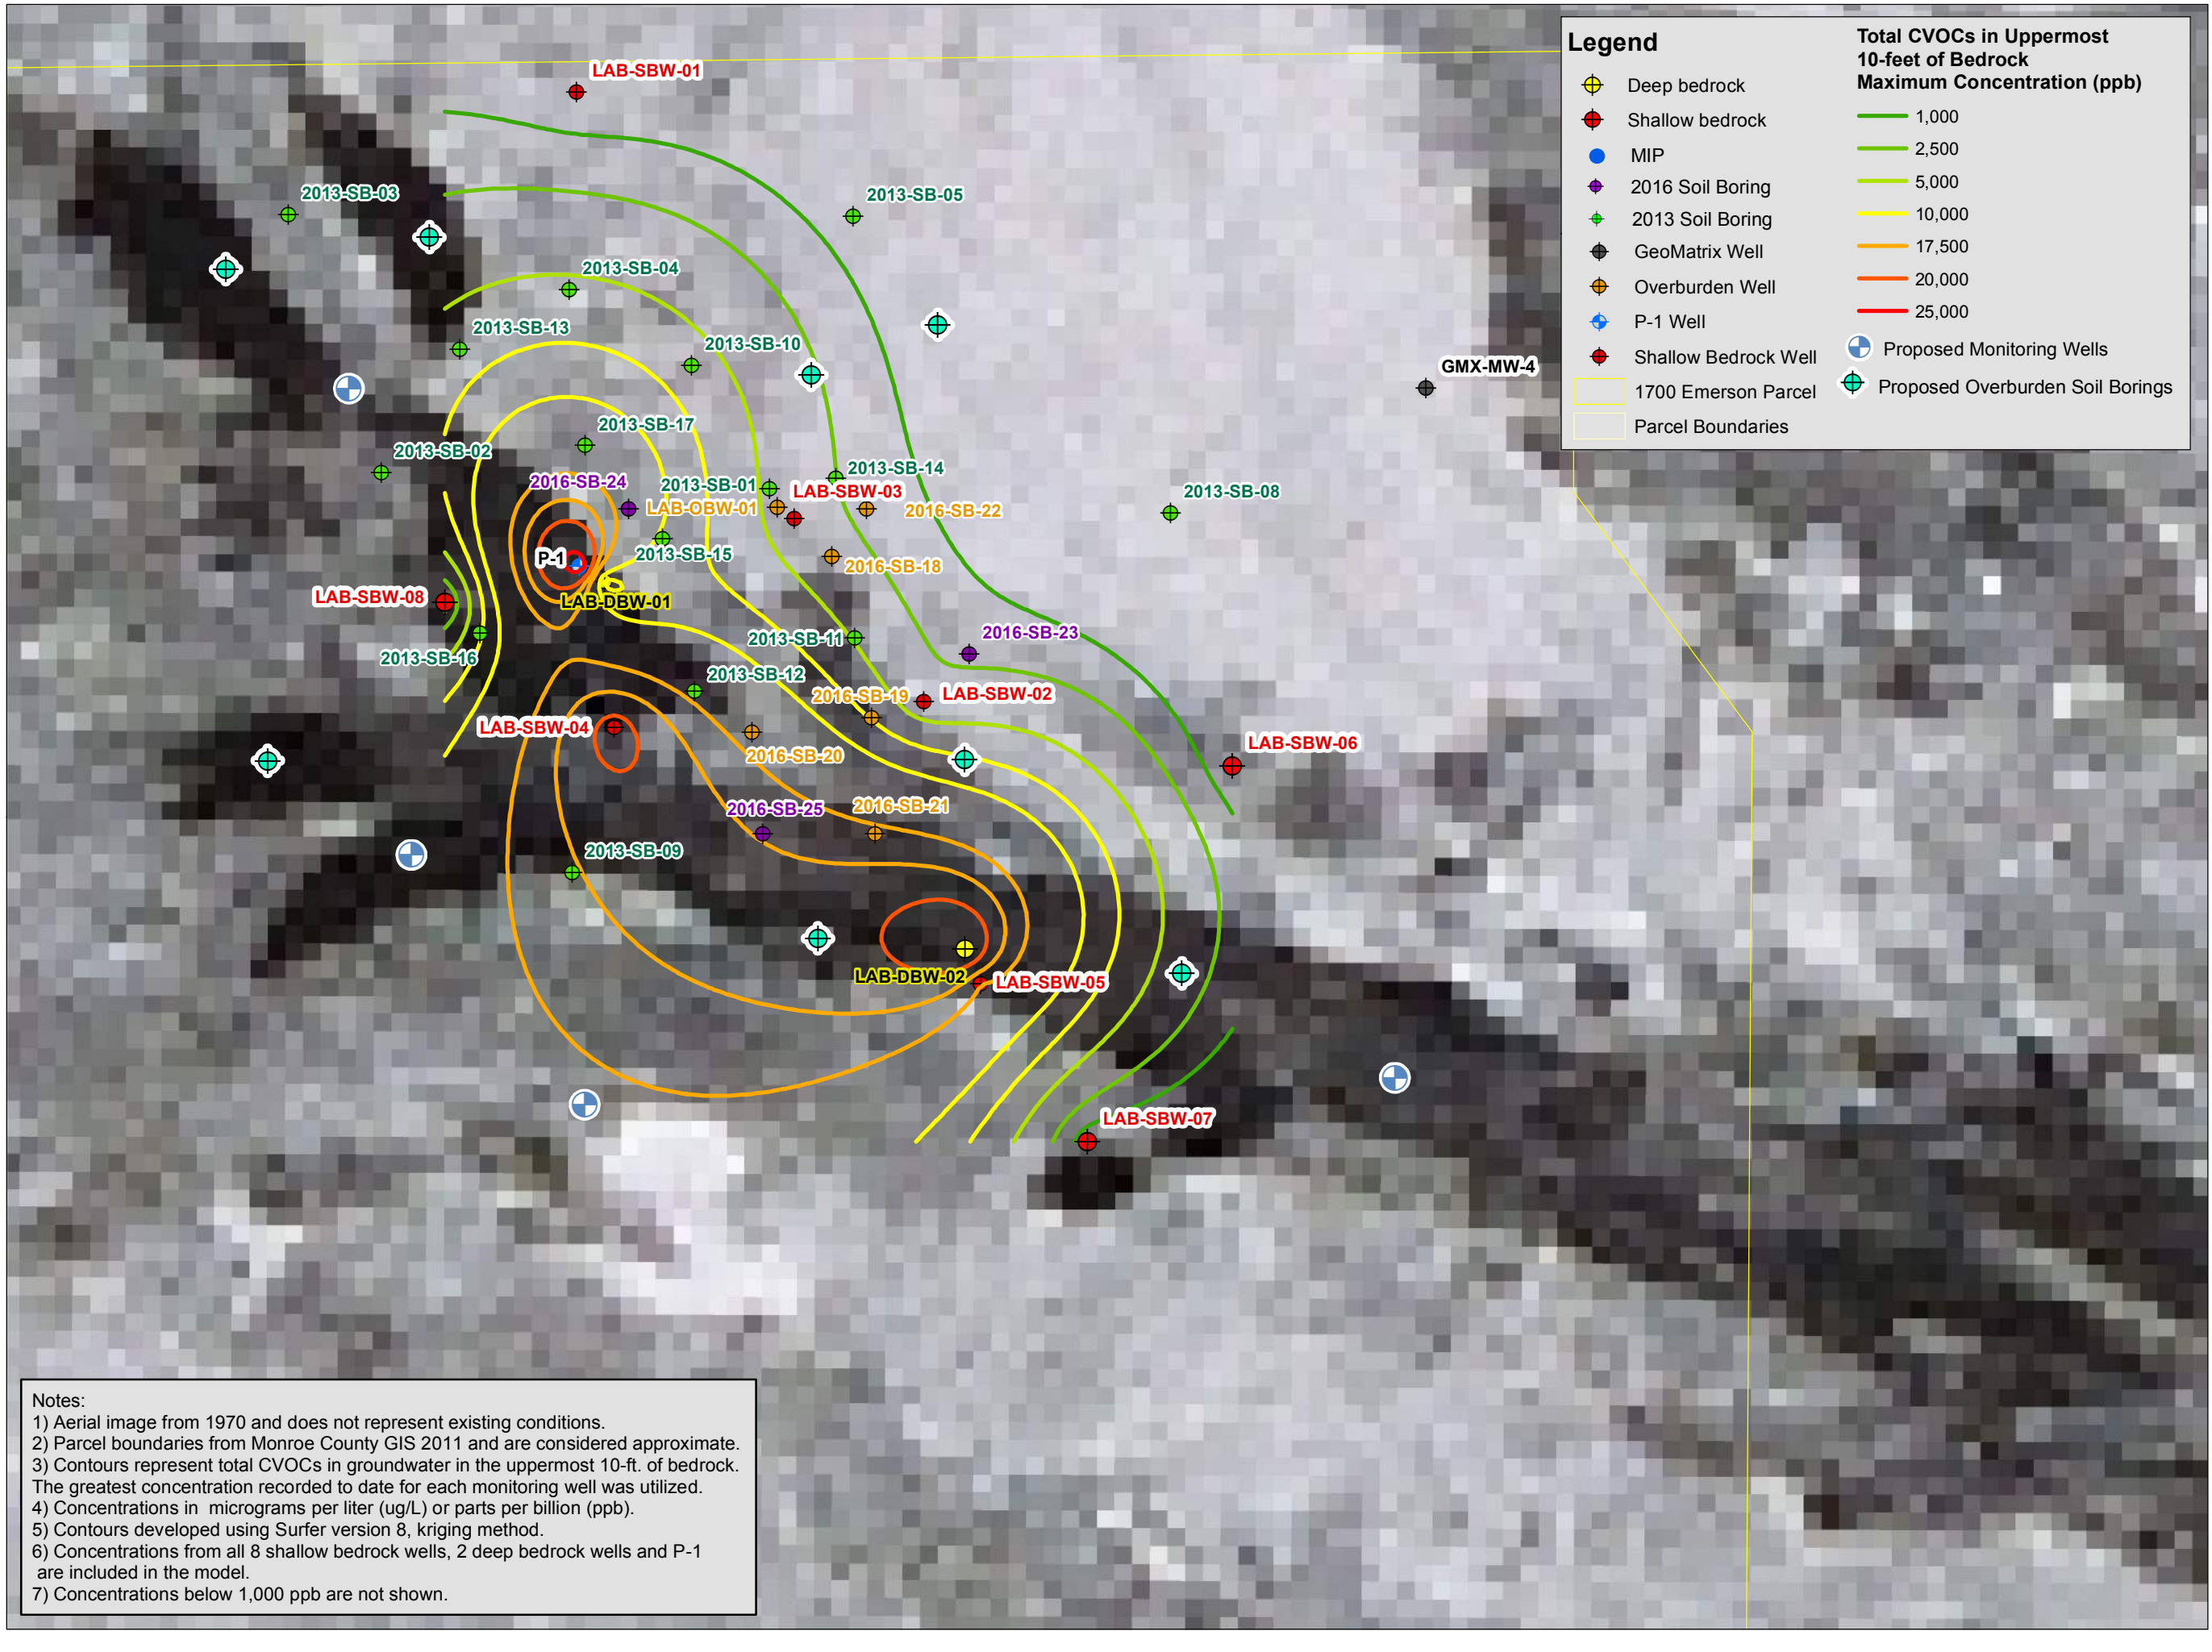 LAB-SBW-01
2013-SB-03
2013-SB-05
2013-SB-04
2013-SB-13
2013-SB-10
GMX-MW-4
2013-SB-17
2013-SB-02
2016-SB-24
2013-SB-01
2013-SB-14
LAB-SBW-03
2013-SB-08
LAB-OBW-01
2016-SB-22
P-1
2013-SB-15
2016-SB-18
LAB-SBW-08
LAB-DBW-01
2013-SB-11
2016-SB-23
2013-SB-16
2013-SB-12
2016-SB-19
LAB-SBW-02
LAB-SBW-04
2016-SB-20
LAB-SBW-06
2016-SB-25
2016-SB-21
2013-SB-09
LAB-DBW-02
LAB-SBW-05
LAB-SBW-07
Legend
Deep bedrock
Shallow bedrock
MIP
2016 Soil Boring
2013 Soil Boring
GeoMatrix Well
Overburden Well
P-1 Well
Shallow Bedrock Well
1700 Emerson Parcel
Parcel Boundaries
Total CVOCs in Uppermost
10-feet of Bedrock
Maximum Concentration (ppb)
1,000
2,500
5,000
10,000
17,500
20,000
25,000
Proposed Monitoring Wells
Proposed Overburden Soil Borings
Notes:
1) Aerial image from 1970 and does not represent existing conditions.
2) Parcel boundaries from Monroe County GIS 2011 and are considered approximate.
3) Contours represent total CVOCs in groundwater in the uppermost 10-ft. of bedrock.
The greatest concentration recorded to date for each monitoring well was utilized.
4) Concentrations in micrograms per liter (ug/L) or parts per billion (ppb).
5) Contours developed using Surfer version 8, kriging method.
6) Concentrations from all 8 shallow bedrock wells, 2 deep bedrock wells and P-1
are included in the model.
7) Concentrations below 1,000 ppb are not shown.